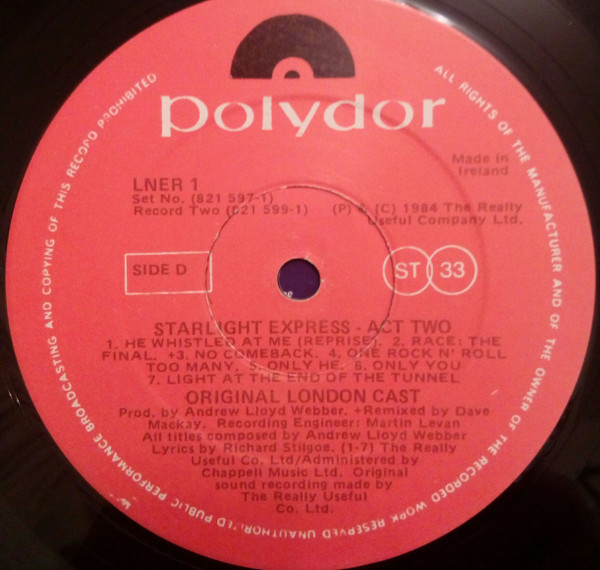 polydor
ALL RIGHTS OF THE MANUFACTURER AND OF THE OWNER OF THE RECORDED WORK RESERVED UNAUTHORISED PUBLIC PERFORMANCE BROADCASTING AND COPYING OF THIS RECORD PROHIBITED
Made in
Ireland
LNER 1
Set No. (821 597-1)
Record Two (821 599-1) (P) & (C) 1984 The Really
Useful Company Ltd.
SIDE D
ST 33
STARLIGHT EXPRESS - ACT TWO
1. HE WHISTLED AT ME (REPRISE). 2. RACE: THE
FINAL. +3. NO COMEBACK. 4. ONE ROCK N' ROLL
TOO MANY. 5. ONLY HE. 6. ONLY YOU
7. LIGHT AT THE END OF THE TUNNEL
ORIGINAL LONDON CAST
Prod. by Andrew Lloyd Webber. +Remixed by Dave
Mackay. Recording Engineer: Martin Levan
All titles composed by Andrew Lloyd Webber
Lyrics by Richard Stilgoe. (1-7) The Really
Useful Co. Ltd/Administered by
Chappell Music Ltd. Original
sound recording made by
The Really Useful
Co. Ltd.